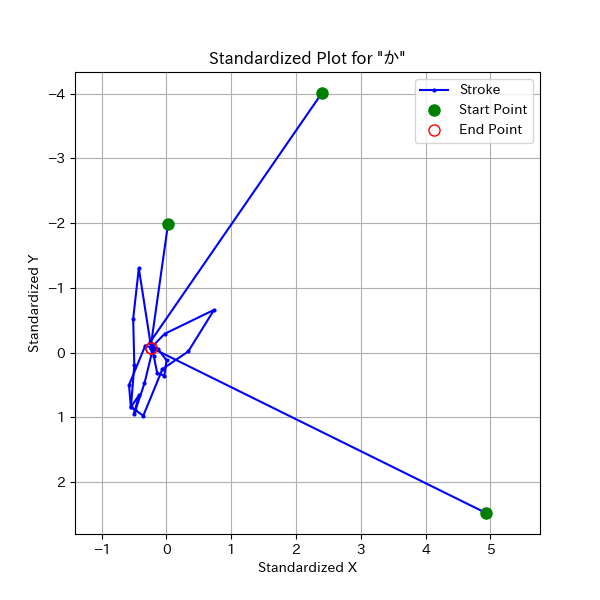 Standardized Plot for "か"
Stroke
Start Point
End Point
−4
−3
−2
−1
0
1
2
Standardized Y
−1 0 1 2 3 4 5
Standardized X